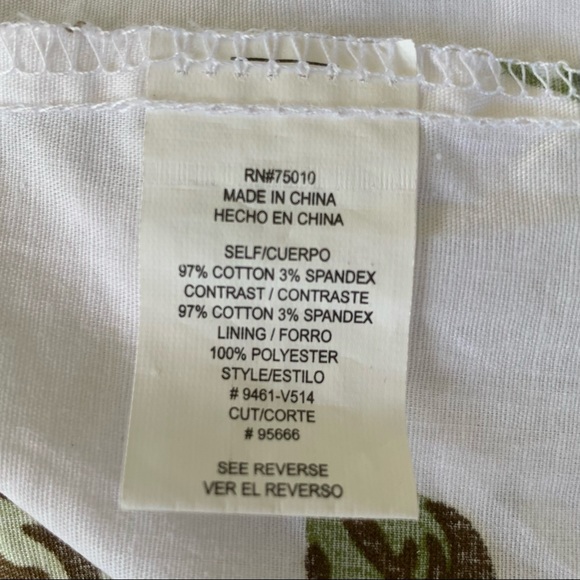 RN#75010
MADE IN CHINA
HECHO EN CHINA
SELF/CUERPO
97% COTTON 3% SPANDEX
CONTRAST / CONTRASTE
97% COTTON 3% SPANDEX
LINING / FORRO
100% POLYESTER
STYLE/ESTILO
# 9461-V514
CUT/CORTE
# 95666
SEE REVERSE
VER EL REVERSO